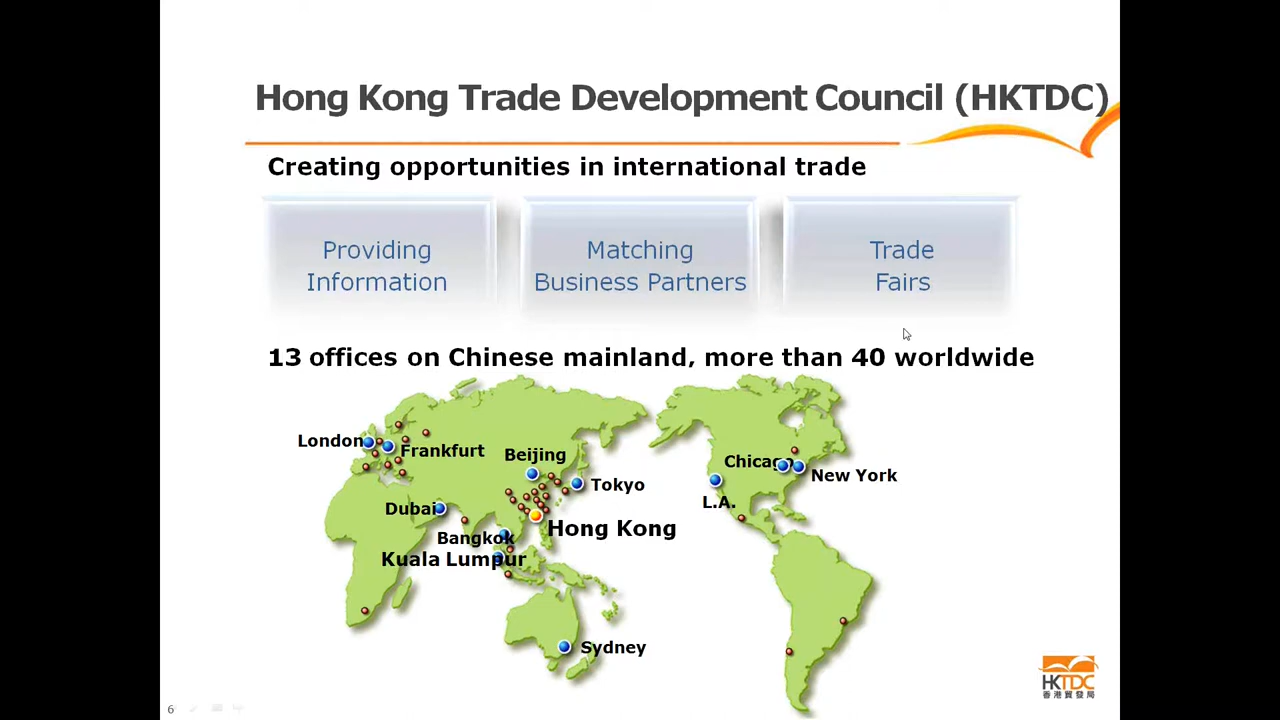 Hong Kong Trade Development Council (HKTDC)
Creating opportunities in international trade
Providing
Information
Matching
Business Partners
Trade
Fairs
13 offices on Chinese mainland, more than 40 worldwide
London
Frankfurt
Beijing
Tokyo
Dubai
Bangkok
Hong Kong
Kuala Lumpur
Sydney
Chicago
New York
L.A.
HKTDC
香港貿發局
6